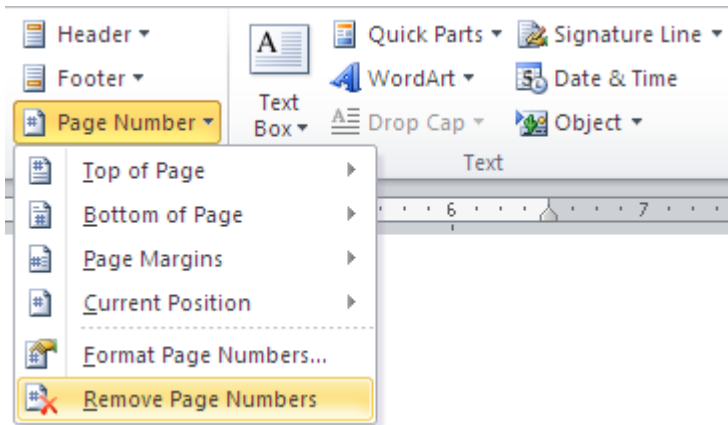 Header
Footer
Page Number
Text
Box
Quick Parts
WordArt
Drop Cap
Signature Line
Date & Time
Object
Text
Top of Page
Bottom of Page
Page Margins
Current Position
Format Page Numbers...
Remove Page Numbers
6 7